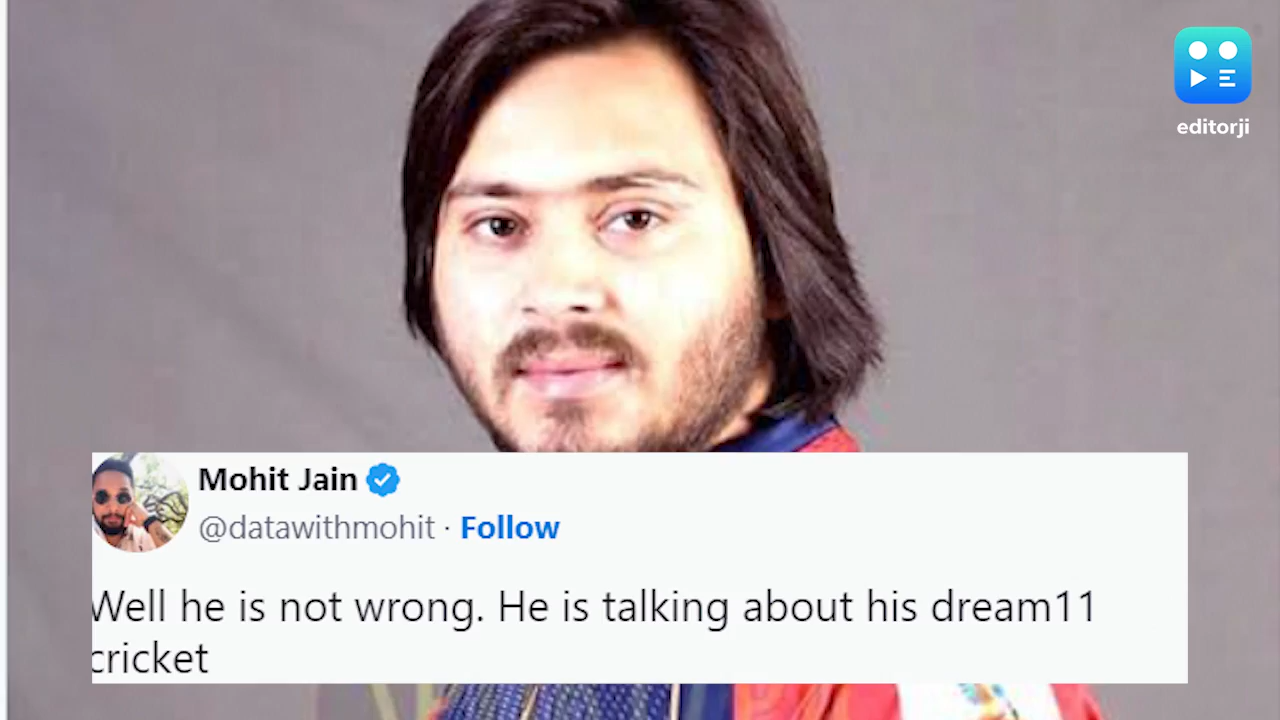 editorji
Mohit Jain
@datawithmohit · Follow
Well he is not wrong. He is talking about his dream11
cricket